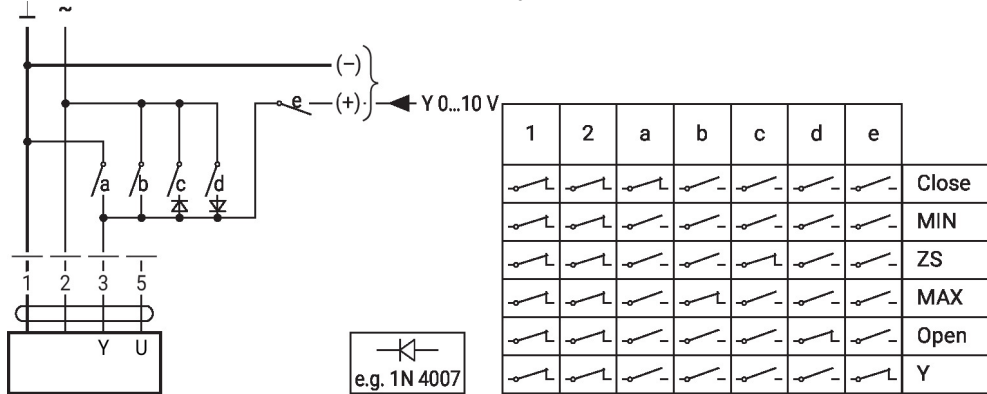 ⊥ ~
(–)
e (+) Y 0...10 V
a b c d
1 2 3 5
Y U
e.g. 1N 4007
1 2 a b c d e
Close
MIN
ZS
MAX
Open
Y